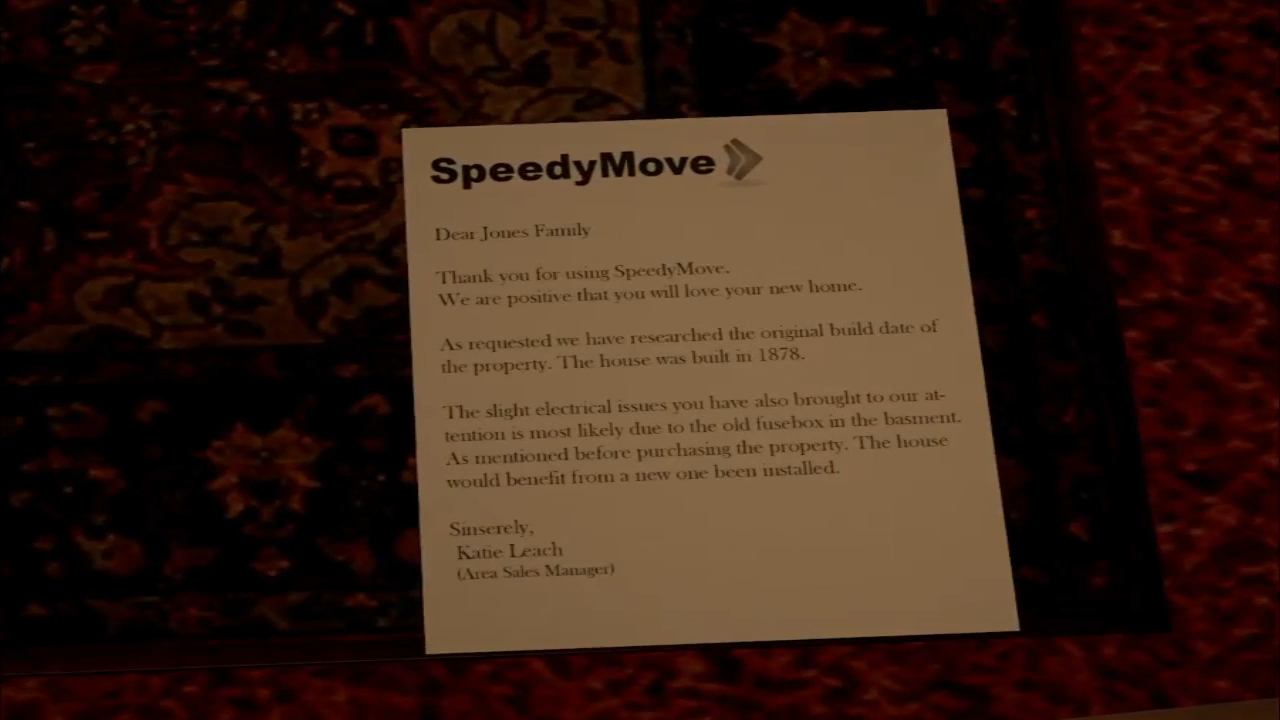 SpeedyMove
Dear Jones Family
Thank you for using SpeedyMove.
We are positive that you will love your new home.
As requested we have researched the original build date of
the property. The house was built in 1878.
The slight electrical issues you have also brought to our at-
tention is most likely due to the old fusebox in the basment.
As mentioned before purchasing the property. The house
would benefit from a new one been installed.
Sinserely,
Katie Leach
(Area Sales Manager)